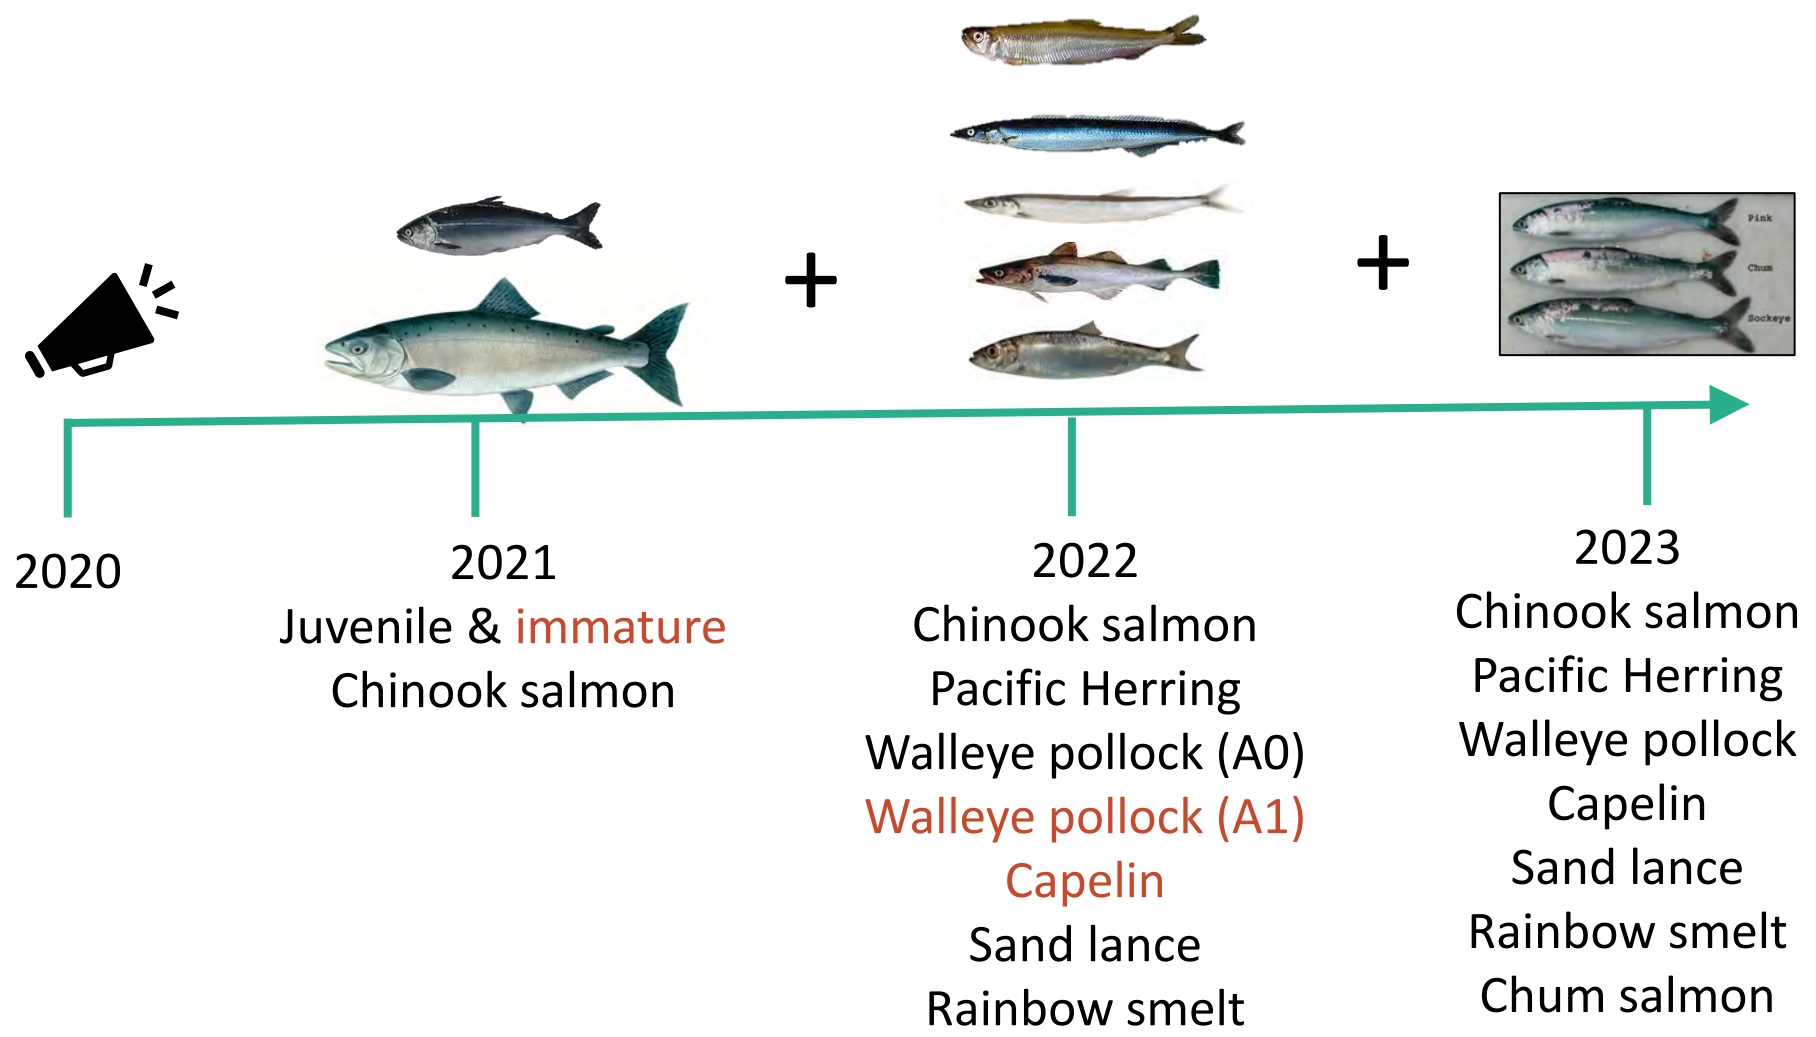 Pink
Chum
Sockeye
2020
2021
Juvenile & immature
Chinook salmon
2022
Chinook salmon
Pacific Herring
Walleye pollock (A0)
Walleye pollock (A1)
Capelin
Sand lance
Rainbow smelt
2023
Chinook salmon
Pacific Herring
Walleye pollock
Capelin
Sand lance
Rainbow smelt
Chum salmon